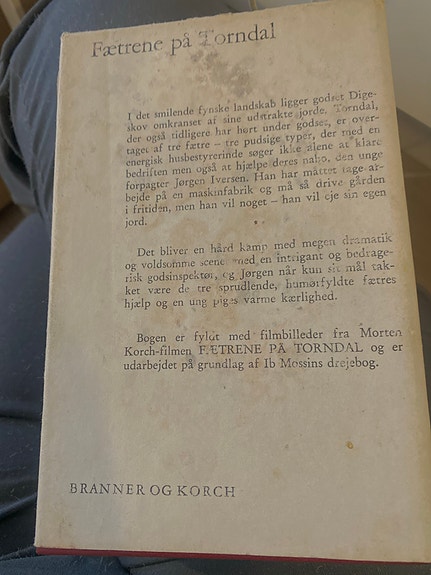 Fætrene på Torndal
I det smilende fynske landskab ligger godset Dige-
skov omkranset af sine udstrakte jorde. Torndal,
der også tidligere har hørt under godset, er over-
taget af tre fætre – tre pudsige typer, der med en
energisk husbestyrerinde søger ikke alene at klare
bedriften men også at hjælpe deres nabo, den unge
forpagter Jørgen Iversen. Han har måttet tage ar-
bejde på en maskinfabrik og må så drive gården
i fritiden, men han vil noget – han vil eje sin egen
jord.
Det bliver en hård kamp med megen dramatik
og voldsomme scener med en intrigant og bedrage-
risk godsinspektør, og Jørgen når kun sit mål tak-
ket være de tre sprudlende, humørfyldte fætres
hjælp og en ung piges varme kærlighed.
Bogen er fyldt med filmbilleder fra Morten
Korch-filmen FÆTRENE PÅ TORNDAL og er
udarbejdet på grundlag af Ib Mossins drejebog.
BRANNER OG KORCH